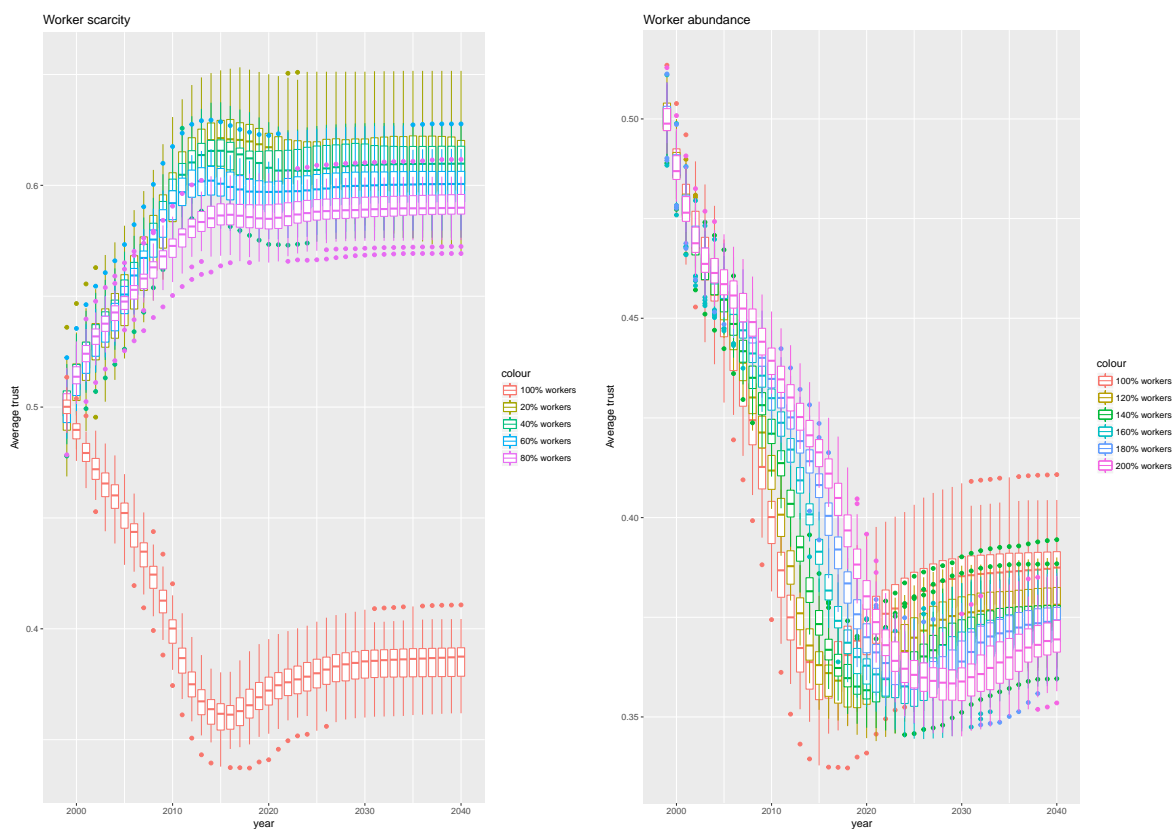 Worker scarcity
Average trust
0.6
0.5
0.4
2000
2010
2020
2030
2040
year
colour
100% workers
20% workers
40% workers
60% workers
80% workers
Worker abundance
Average trust
0.50
0.45
0.40
0.35
2000
2010
2020
2030
2040
year
colour
100% workers
120% workers
140% workers
160% workers
180% workers
200% workers